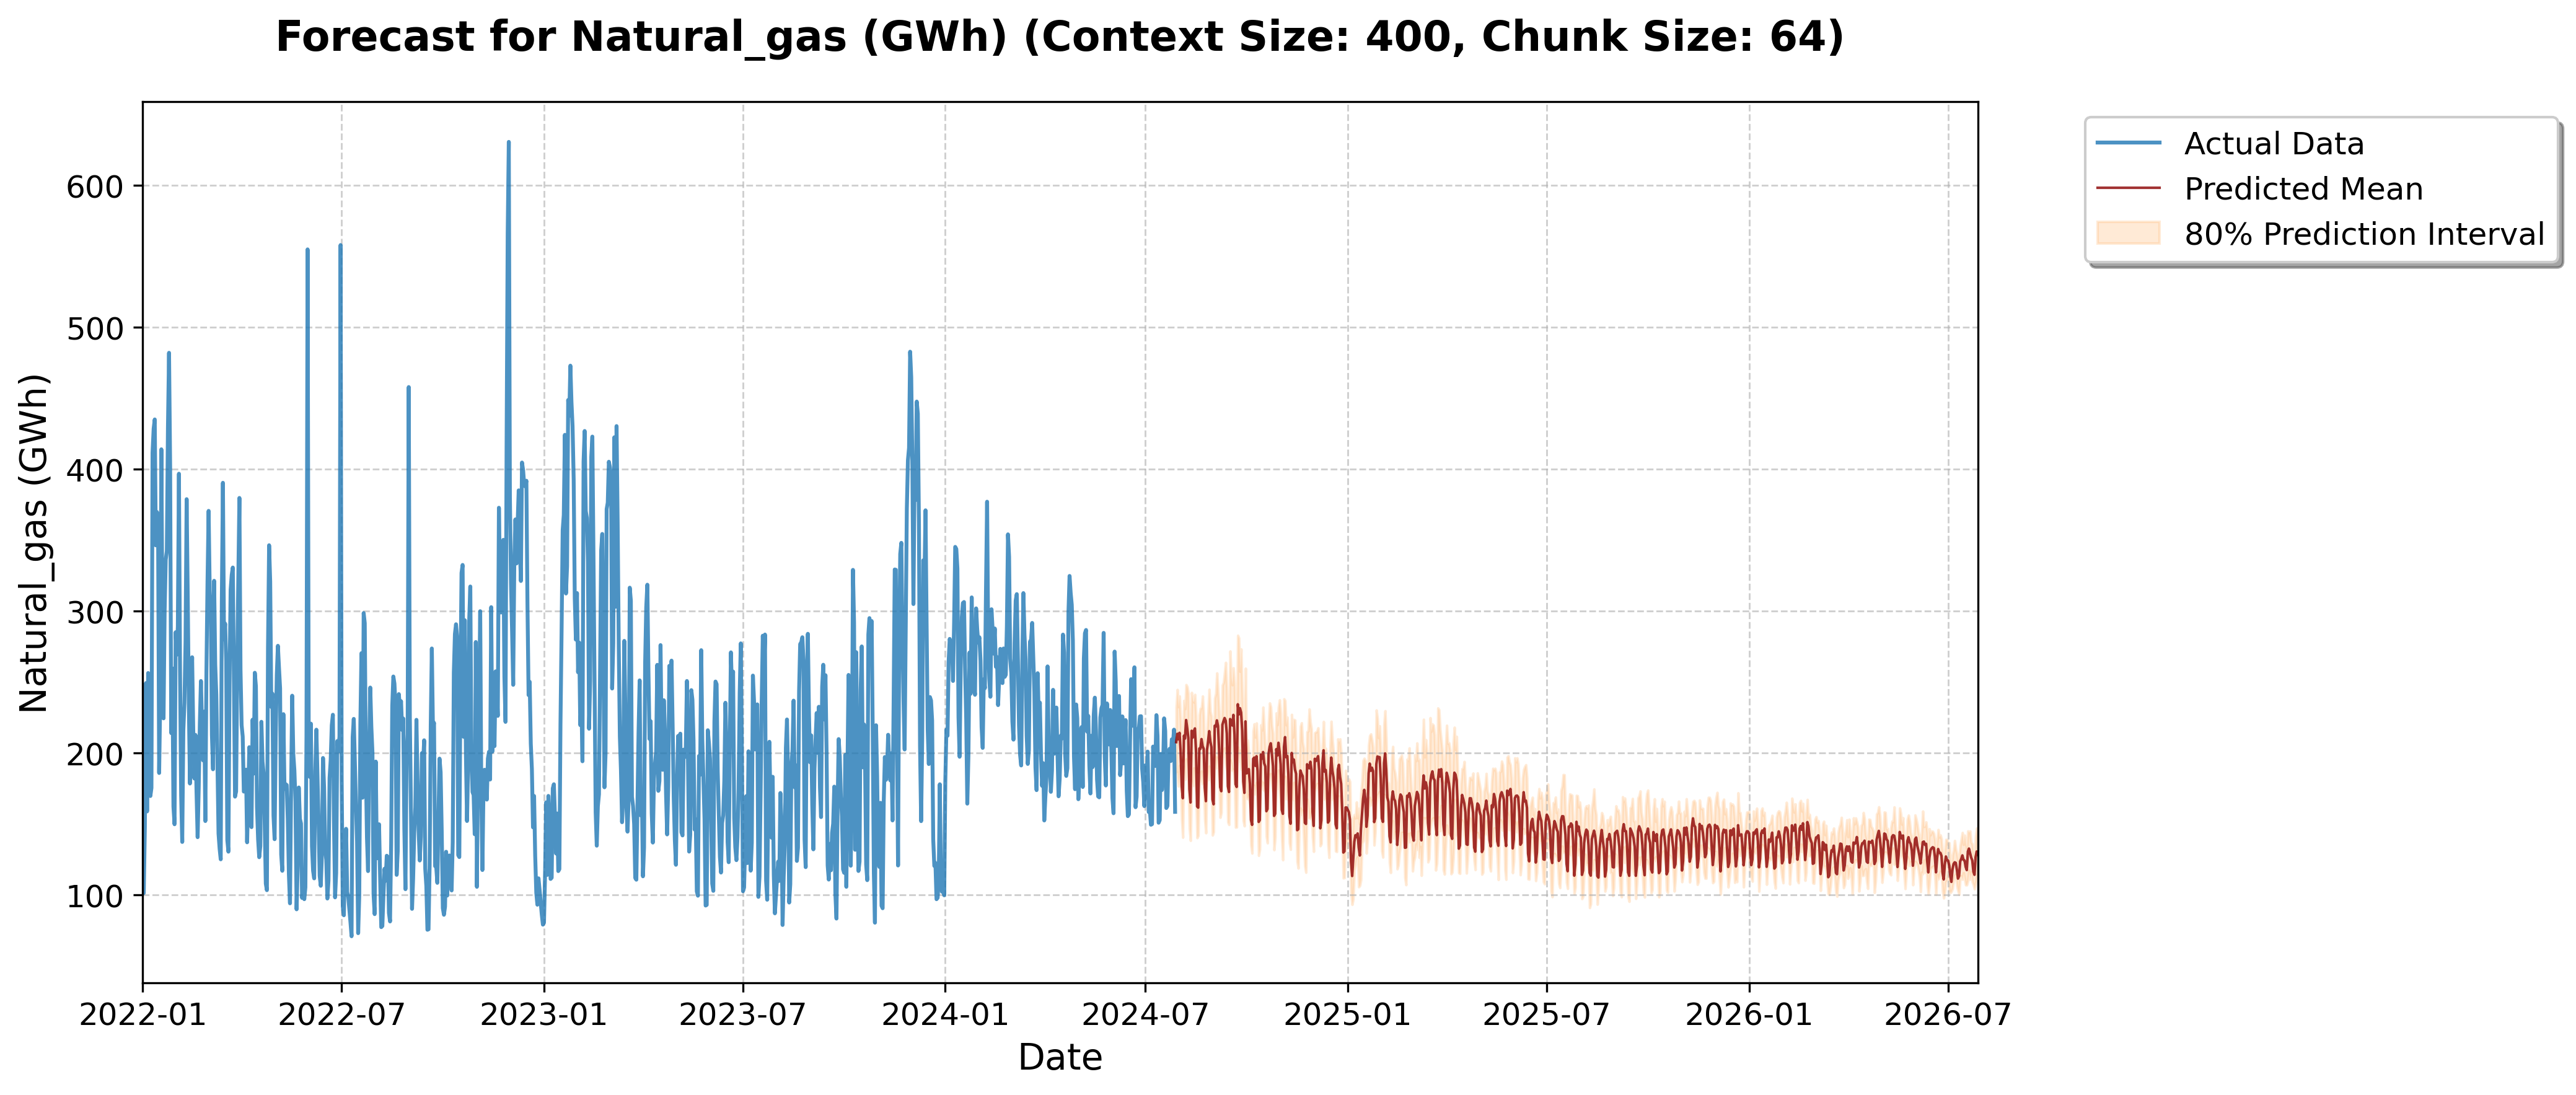 Forecast for Natural_gas (GWh) (Context Size: 400, Chunk Size: 64)
Actual Data
Predicted Mean
80% Prediction Interval
Natural_gas (GWh)
600
500
400
300
200
100
2022-01 2022-07 2023-01 2023-07 2024-01 2024-07 2025-01 2025-07 2026-01 2026-07
Date